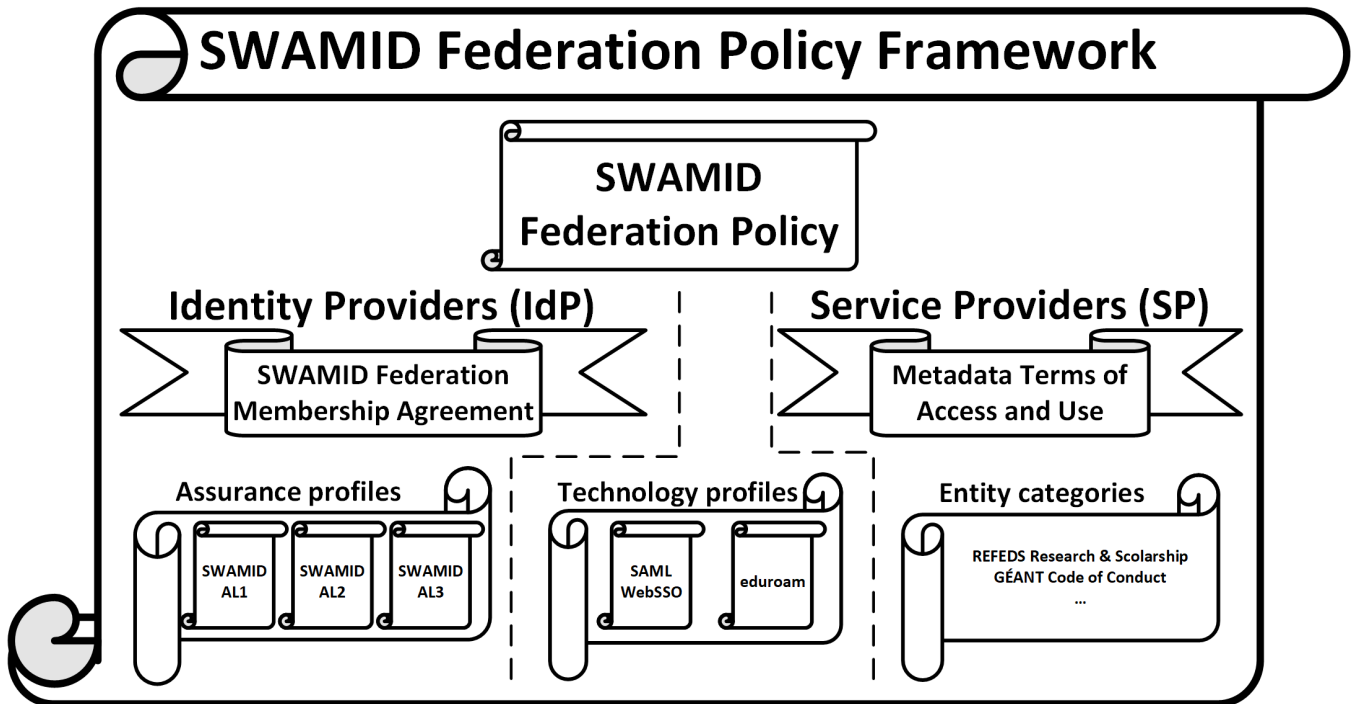 SWAMID Federation Policy Framework
SWAMID
Federation Policy
Identity Providers (IdP)
SWAMID Federation
Membership Agreement
Service Providers (SP)
Metadata Terms of
Access and Use
Assurance profiles
SWAMID
AL1
SWAMID
AL2
SWAMID
AL3
Technology profiles
SAML
WebSSO
eduroam
Entity categories
REFEDS Research & Scolarship
GÉANT Code of Conduct
...